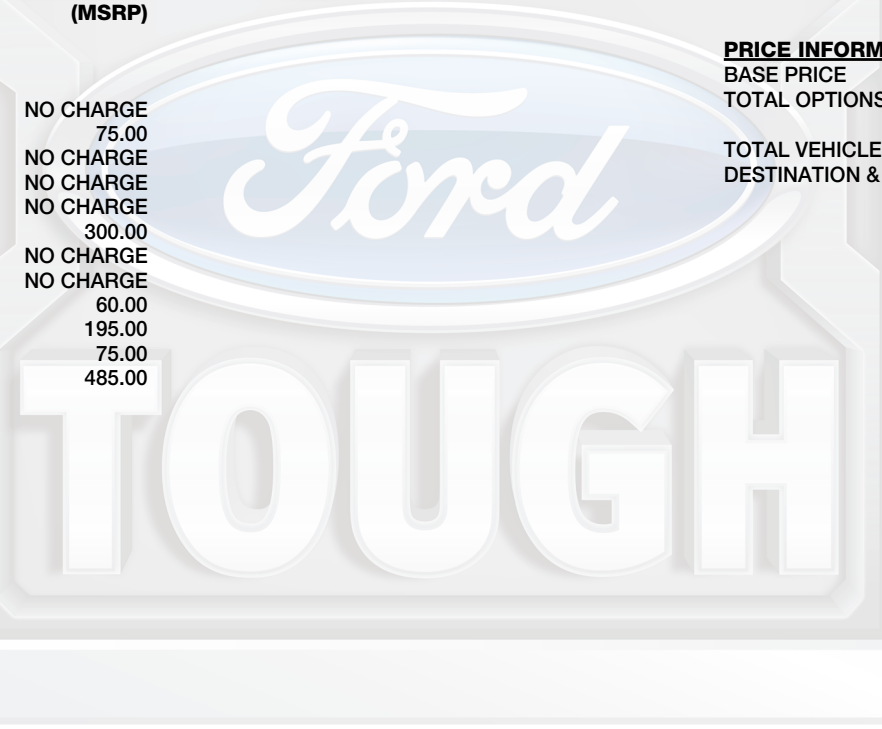 (MSRP)
NO CHARGE
75.00
NO CHARGE
NO CHARGE
NO CHARGE
300.00
NO CHARGE
NO CHARGE
60.00
195.00
75.00
485.00
PRICE INFORM
BASE PRICE
TOTAL OPTIONS
TOTAL VEHICLE
DESTINATION &
Ford
TOUGH